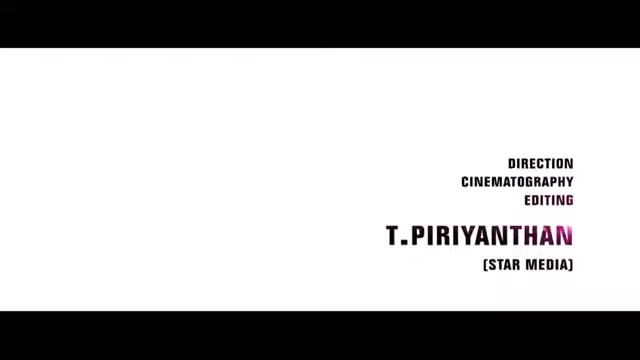 DIRECTION
CINEMATOGRAPHY
EDITING
T.PIRIYANTHAN
(STAR MEDIA)